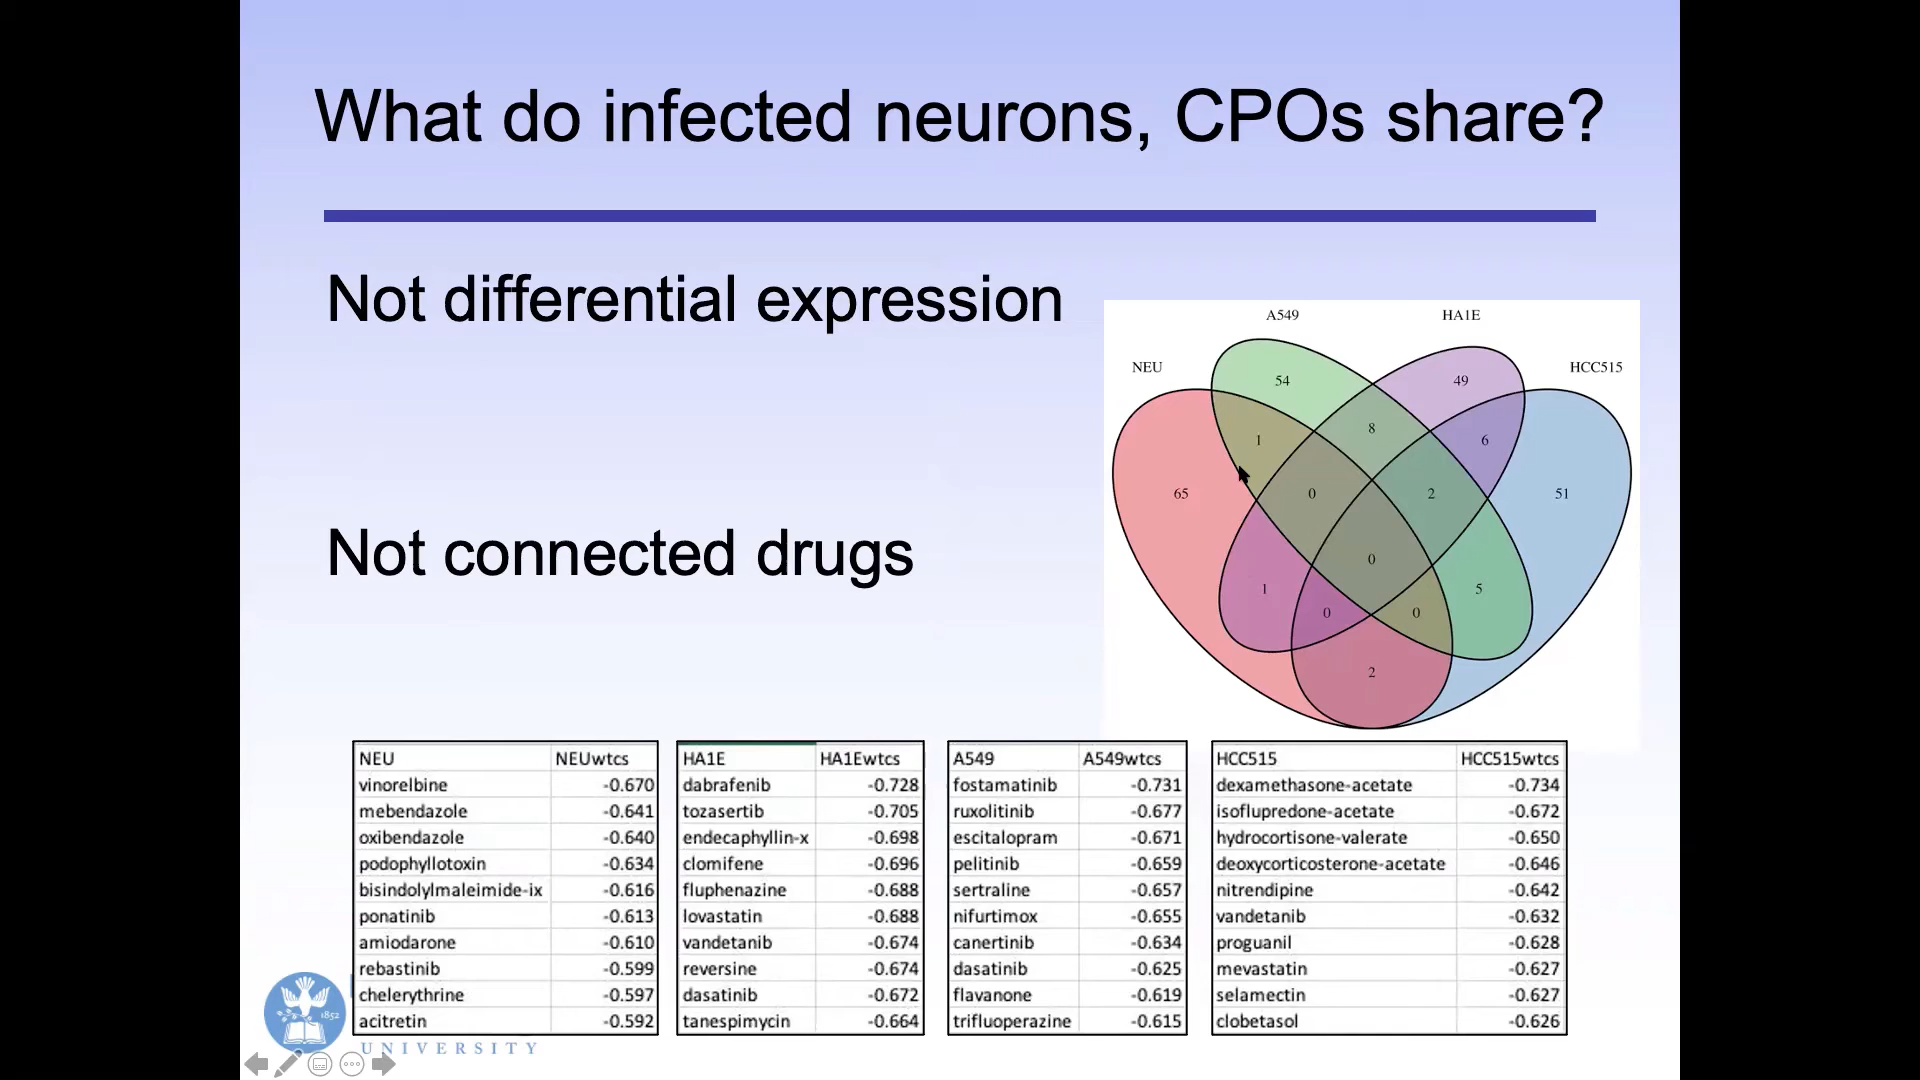 What do infected neurons, CPOs share?
Not differential expression
A549
HA1E
NEU
HCC515
54
49
8
1
6
65
0
2
51
0
1
5
0
0
2
Not connected drugs
NEU NEUwtcs
vinorelbine -0.670
mebendazole -0.641
oxibendazole -0.640
podophyllotoxin -0.634
bisindolylmaleimide-ix -0.616
ponatinib -0.613
amiodarone -0.610
rebastinib -0.599
chelerythrine -0.597
acitretin -0.592
HA1E HA1Ewtcs
dabrafenib -0.728
tozasertib -0.705
endecaphyllin-x -0.698
clomifene -0.696
fluphenazine -0.688
lovastatin -0.688
vandetanib -0.674
reversine -0.674
dasatinib -0.672
tanespimycin -0.664
A549 A549wtcs
fostamatinib -0.731
ruxolitinib -0.677
escitalopram -0.671
pelitinib -0.659
sertraline -0.657
nifurtimox -0.655
canertinib -0.634
dasatinib -0.625
flavanone -0.619
trifluoperazine -0.615
HCC515 HCC515wtcs
dexamethasone-acetate -0.734
isoflupredone-acetate -0.672
hydrocortisone-valerate -0.650
deoxycorticosterone-acetate -0.646
nitrendipine -0.642
vandetanib -0.632
proguanil -0.628
mevastatin -0.627
selamectin -0.627
clobetasol -0.626
1852
UNIVERSITY